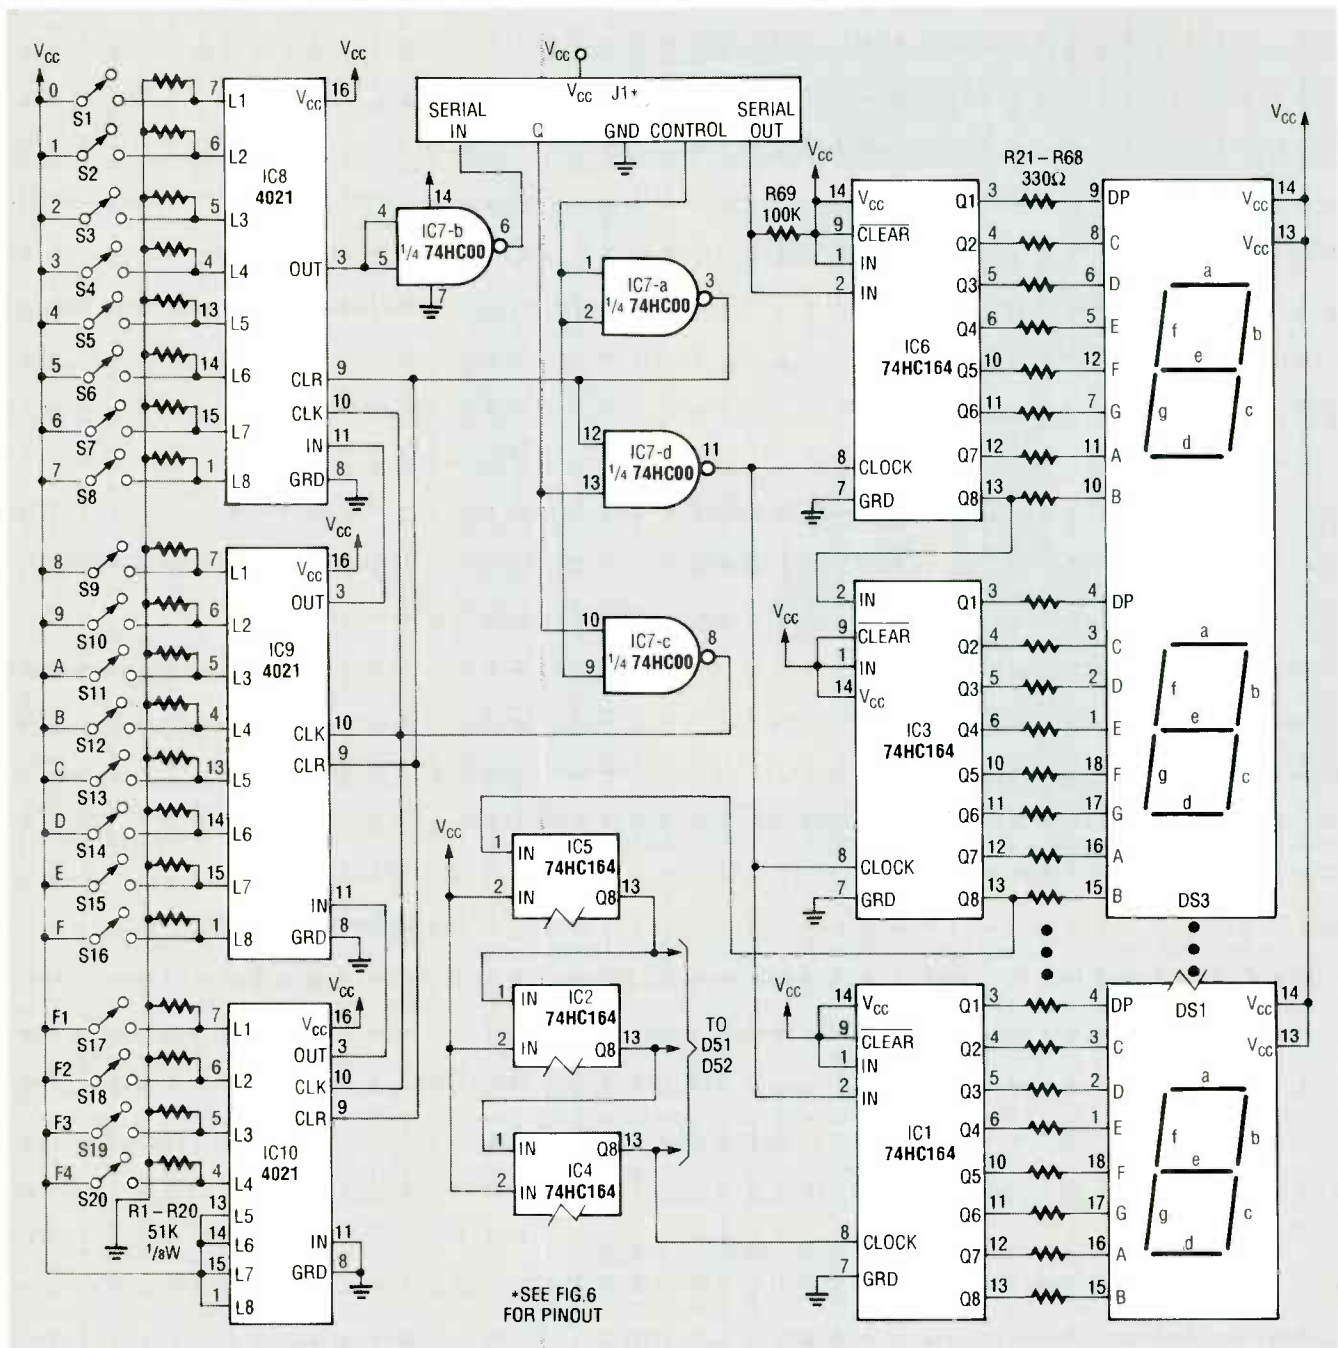 VCC
0
S1
1
S2
2
S3
3
S4
4
S5
5
S6
6
S7
7
S8
7 L1
6 L2
5 L3
4 L4
13 L5
14 L6
15 L7
1 L8
IC8
4021
VCC
VCC 16
OUT 3
CLR 9
CLK 10
IN 11
GRD 8
8
S9
9
S10
A
S11
B
S12
C
S13
D
S14
E
S15
F
S16
7 L1
6 L2
5 L3
4 L4
13 L5
14 L6
15 L7
1 L8
IC9
4021
VCC
VCC 16
OUT 3
CLK 10
CLR 9
IN 11
GRD 8
F1
S17
F2
S18
F3
S19
F4
S20
R1–R20
51K
1/8W
7 L1
6 L2
5 L3
4 L4
13 L5
14 L6
15 L7
1 L8
IC10
4021
VCC
VCC 16
OUT 3
CLK 10
CLR 9
IN 11
GRD 8
VCC
VCC J1*
SERIAL IN
Q
GND
CONTROL
SERIAL OUT
4
5
14
IC7-b
1/4 74HC00
6
7
1
2
IC7-a
1/4 74HC00
3
12
13
IC7-d
1/4 74HC00
11
10
9
IC7-c
1/4 74HC00
8
R69
100K
VCC
14 VCC
9 CLEAR
1 IN
2 IN
IC6
74HC164
8 CLOCK
7 GRD
Q1 3
Q2 4
Q3 5
Q4 6
Q5 10
Q6 11
Q7 12
Q8 13
R21–R68
330Ω
9 DP
8 C
6 D
5 E
12 F
7 G
11 A
10 B
VCC 14
VCC 13
a
f b
e
g c
d
VCC
2 IN
9 CLEAR
1 IN
14 VCC
IC3
74HC164
8 CLOCK
7 GRD
Q1 3
Q2 4
Q3 5
Q4 6
Q5 10
Q6 11
Q7 12
Q8 13
4 DP
3 C
2 D
1 E
18 F
17 G
16 A
15 B
a
f b
e
g c
d
DS3
VCC
1 IN
2 IN
IC5
74HC164
Q8 13
1 IN
2 IN
IC2
74HC164
Q8 13
1 IN
2 IN
IC4
74HC164
Q8 13
TO
D51
D52
VCC
14 VCC
9 CLEAR
1 IN
2 IN
IC1
74HC164
8 CLOCK
7 GRD
Q1 3
Q2 4
Q3 5
Q4 6
Q5 10
Q6 11
Q7 12
Q8 13
4 DP
3 C
2 D
1 E
18 F
17 G
16 A
15 B
DS1
VCC 14
VCC 13
a
f b
e
g c
d
*SEE FIG.6
FOR PINOUT